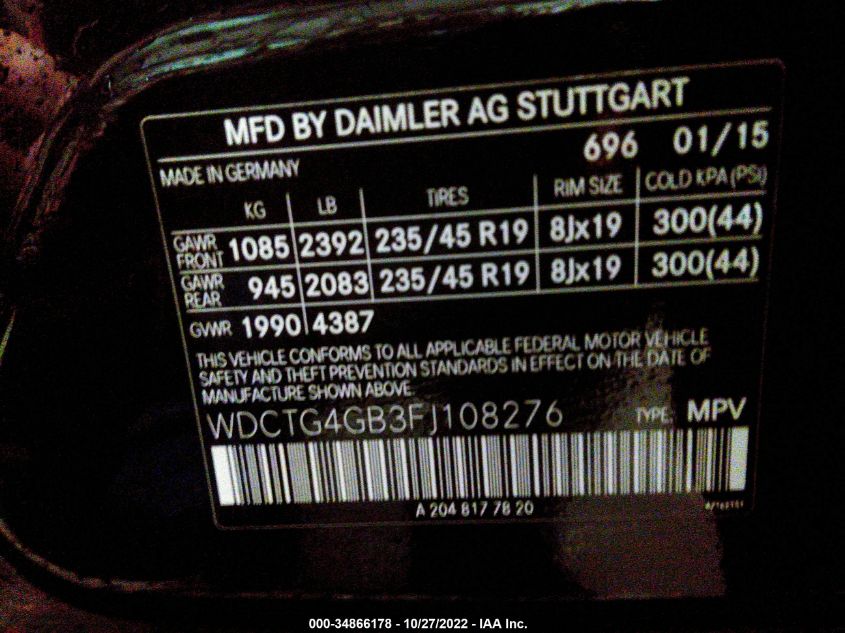 MFD BY DAIMLER AG STUTTGART
696 01/15
MADE IN GERMANY
KG LB TIRES RIM SIZE COLD KPA (PSI)
GAWR FRONT 1085 2392 235/45 R19 8Jx19 300(44)
GAWR REAR 945 2083 235/45 R19 8Jx19 300(44)
GVWR 1990 4387
THIS VEHICLE CONFORMS TO ALL APPLICABLE FEDERAL MOTOR VEHICLE
SAFETY AND THEFT PREVENTION STANDARDS IN EFFECT ON THE DATE OF
MANUFACTURE SHOWN ABOVE
WDCTG4GB3FJ108276 TYPE: MPV
A 204 817 78 20
000-34866178 - 10/27/2022 - IAA Inc.